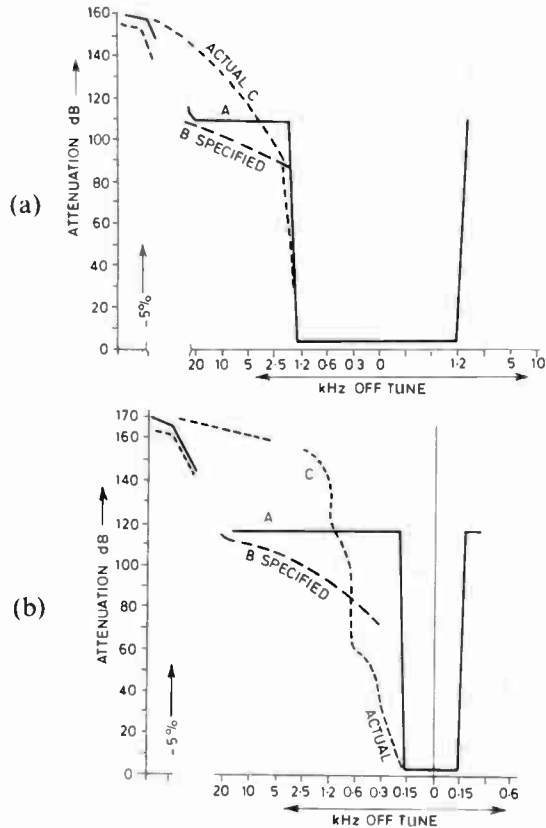 (a)
ATTENUATION dB
160
140
120
100
80
60
40
20
0
-5%
ACTUAL C
A
B SPECIFIED
20 10 5 2·5 1·2 0·6 0·3 0 1·2 5 10
kHz OFF TUNE
(b)
ATTENUATION dB
170
160
140
120
100
80
60
40
20
0
-5%
C
A
B SPECIFIED
ACTUAL
20 10 5 2·5 1·2 0·6 0·3 0·15 0 0·15 0·6
kHz OFF TUNE